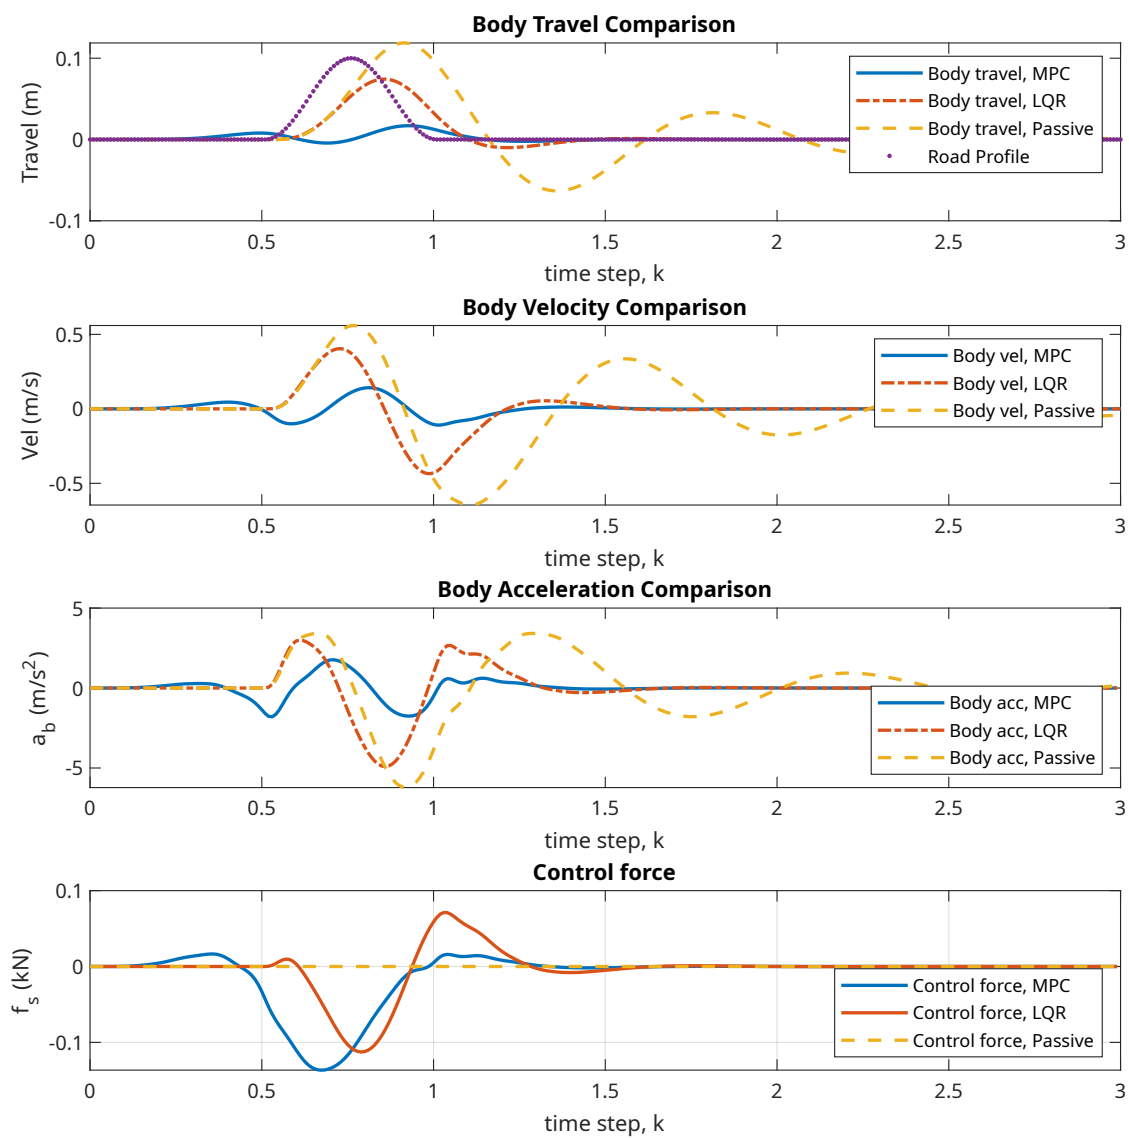 Body Travel Comparison
Travel (m)
0.1
0
-0.1
Body travel, MPC
Body travel, LQR
Body travel, Passive
Road Profile
0 0.5 1 1.5 2 2.5 3
time step, k
Body Velocity Comparison
Vel (m/s)
0.5
0
-0.5
Body vel, MPC
Body vel, LQR
Body vel, Passive
0 0.5 1 1.5 2 2.5 3
time step, k
Body Acceleration Comparison
a_b (m/s²)
5
0
-5
Body acc, MPC
Body acc, LQR
Body acc, Passive
0 0.5 1 1.5 2 2.5 3
time step, k
Control force
f_s (kN)
0.1
0
-0.1
Control force, MPC
Control force, LQR
Control force, Passive
0 0.5 1 1.5 2 2.5 3
time step, k